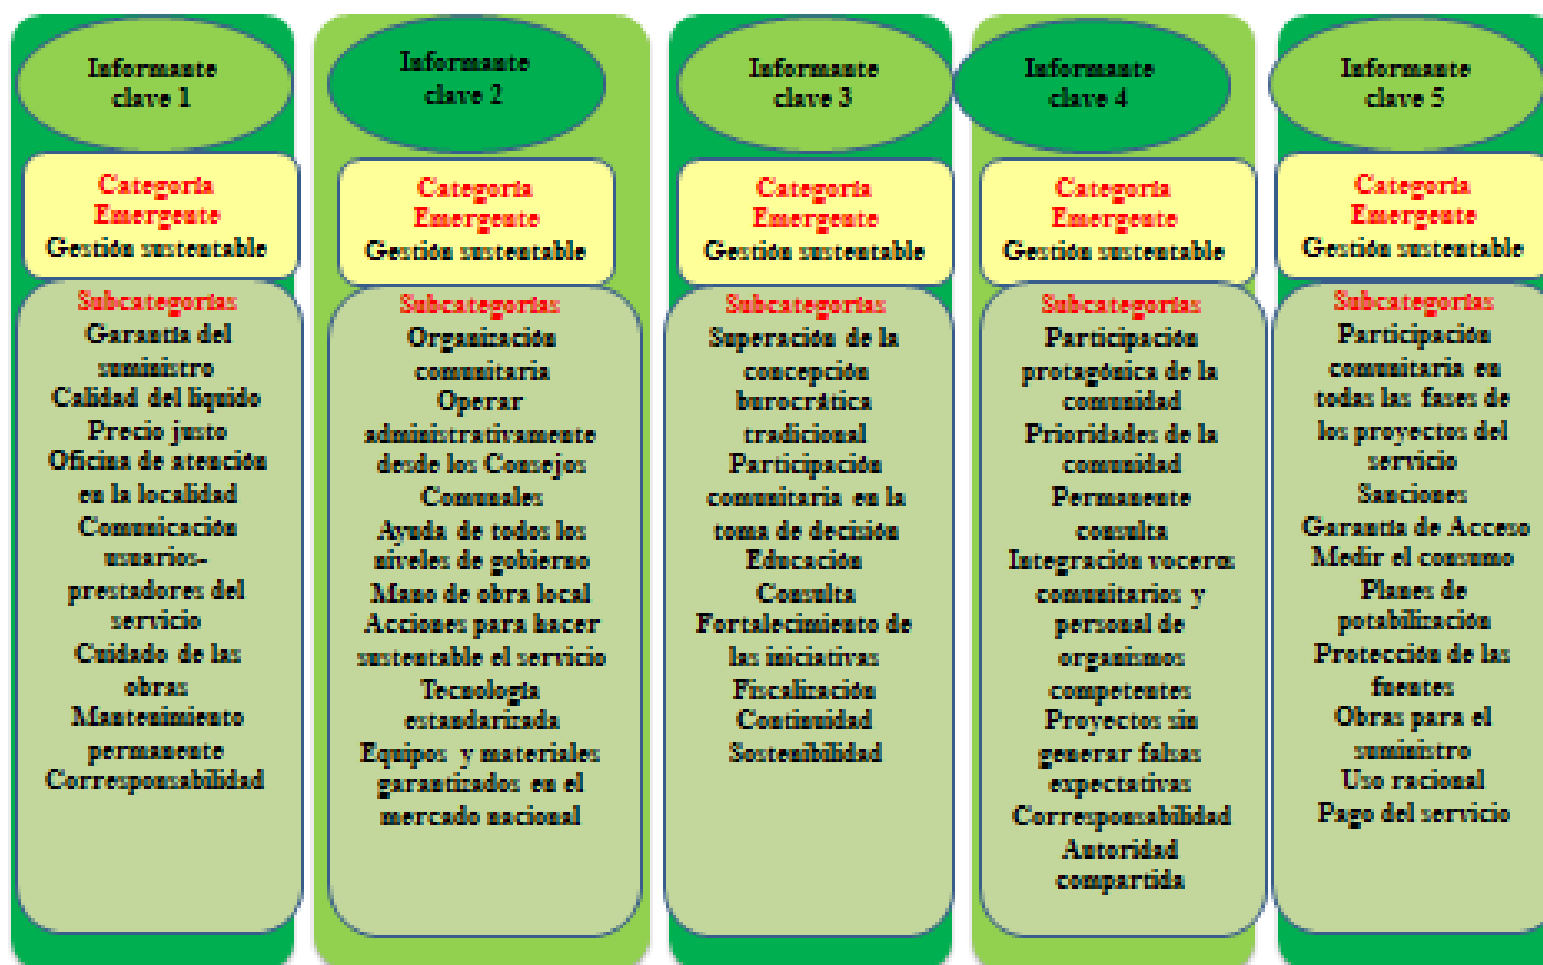 Informante
clave 1
Categoría
Emergente
Gestión sustentable
Subcategorías
Garantía del
suministro
Calidad del liquido
Precio justo
Oficina de atención
en la localidad
Comunicación
usuarios-
prestadores del
servicio
Cuidado de las
obras
Mantenimiento
permanente
Corresponsabilidad
Informante
clave 2
Categoría
Emergente
Gestión sustentable
Subcategorías
Organización
comunitaria
Operar
administrativamente
desde los Consejos
Comunales
Ayuda de todos los
niveles de gobierno
Mano de obra local
Acciones para hacer
sustentable el servicio
Tecnología
estandarizada
Equipos y materiales
garantizados en el
mercado nacional
Informante
clave 3
Categoría
Emergente
Gestión sustentable
Subcategorías
Superación de la
concepción
burocrática
tradicional
Participación
comunitaria en la
toma de decisión
Educación
Consulta
Fortalecimiento de
las iniciativas
Fiscalización
Continuidad
Sostenibilidad
Informante
clave 4
Categoría
Emergente
Gestión sustentable
Subcategorías
Participación
protagónica de la
comunidad
Prioridades de la
comunidad
Permanente
consulta
Integración voceros
comunitarios y
personal de
organismos
competentes
Proyectos sin
generar falsas
expectativas
Corresponsabilidad
Autoridad
compartida
Informante
clave 5
Categoría
Emergente
Gestión sustentable
Subcategorías
Participación
comunitaria en
todas las fases de
los proyectos del
servicio
Sanciones
Garantía de Acceso
Medir el consumo
Planes de
potabilización
Protección de las
fuentes
Obras para el
suministro
Uso racional
Pago del servicio